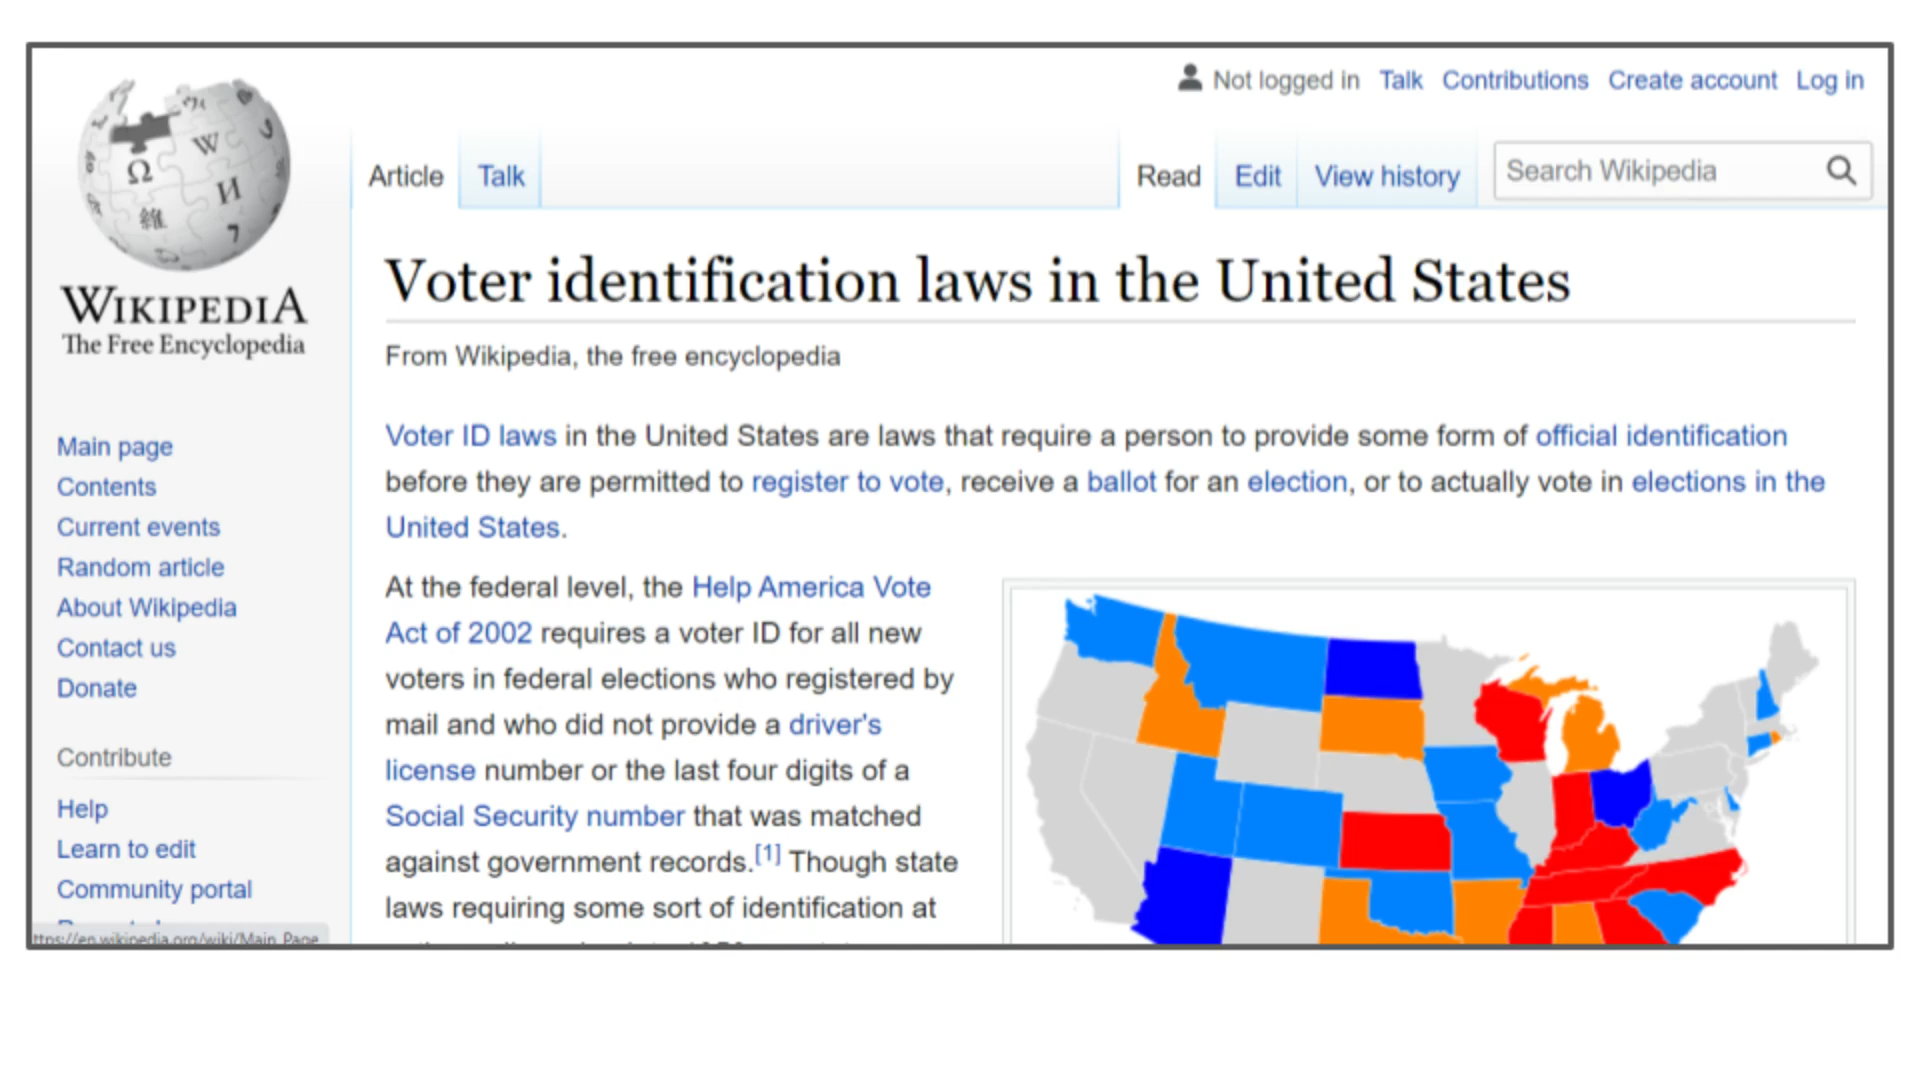 Not logged in Talk Contributions Create account Log in
Article Talk Read Edit View history Search Wikipedia
Ω W И 維 7
WIKIPEDIA
The Free Encyclopedia
Main page
Contents
Current events
Random article
About Wikipedia
Contact us
Donate
Contribute
Help
Learn to edit
Community portal
ttps://en.wikipedia.org/wiki/Main_Page
Voter identification laws in the United States
From Wikipedia, the free encyclopedia
Voter ID laws in the United States are laws that require a person to provide some form of official identification
before they are permitted to register to vote, receive a ballot for an election, or to actually vote in elections in the
United States.
At the federal level, the Help America Vote
Act of 2002 requires a voter ID for all new
voters in federal elections who registered by
mail and who did not provide a driver's
license number or the last four digits of a
Social Security number that was matched
against government records.[1] Though state
laws requiring some sort of identification at